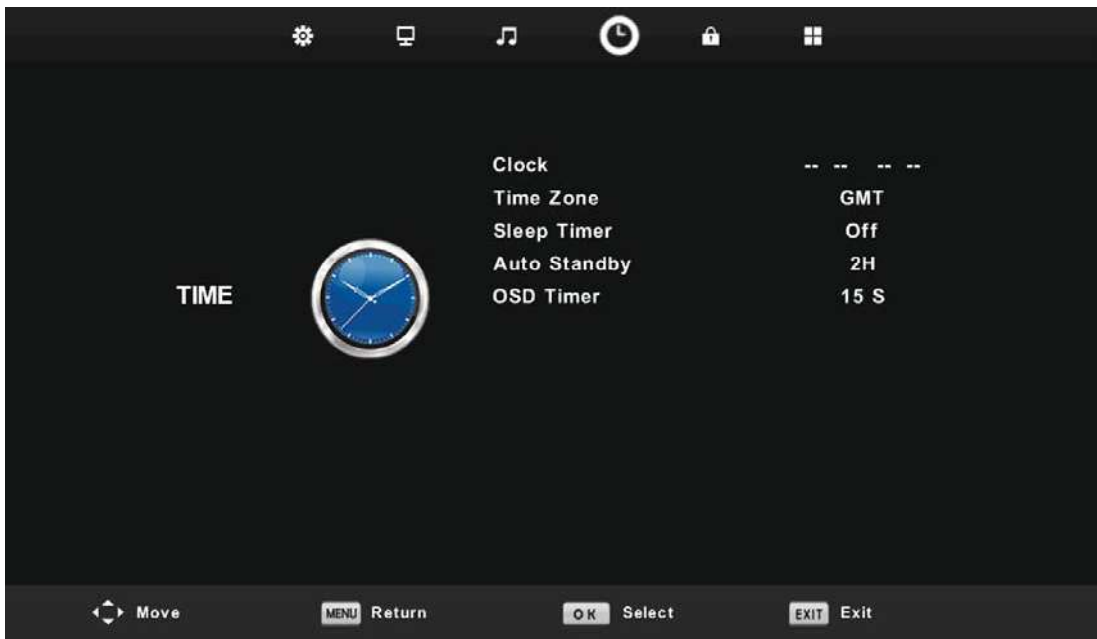 Clock -- -- -- --
Time Zone GMT
Sleep Timer Off
Auto Standby 2H
TIME
OSD Timer 15 S
Move MENU Return OK Select EXIT Exit